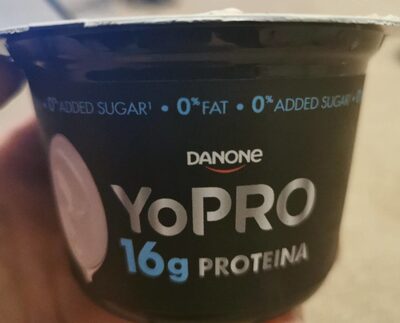 0% ADDED SUGAR¹ • 0% FAT • 0% ADDED SUGAR¹
DANONE
YoPRO
16g PROTEINA